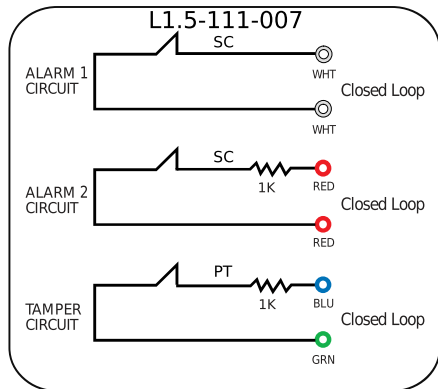 L1.5-111-007
SC
ALARM 1
CIRCUIT
WHT
Closed Loop
WHT
SC
ALARM 2
CIRCUIT
1K
RED
Closed Loop
RED
PT
TAMPER
CIRCUIT
1K
BLU
Closed Loop
GRN